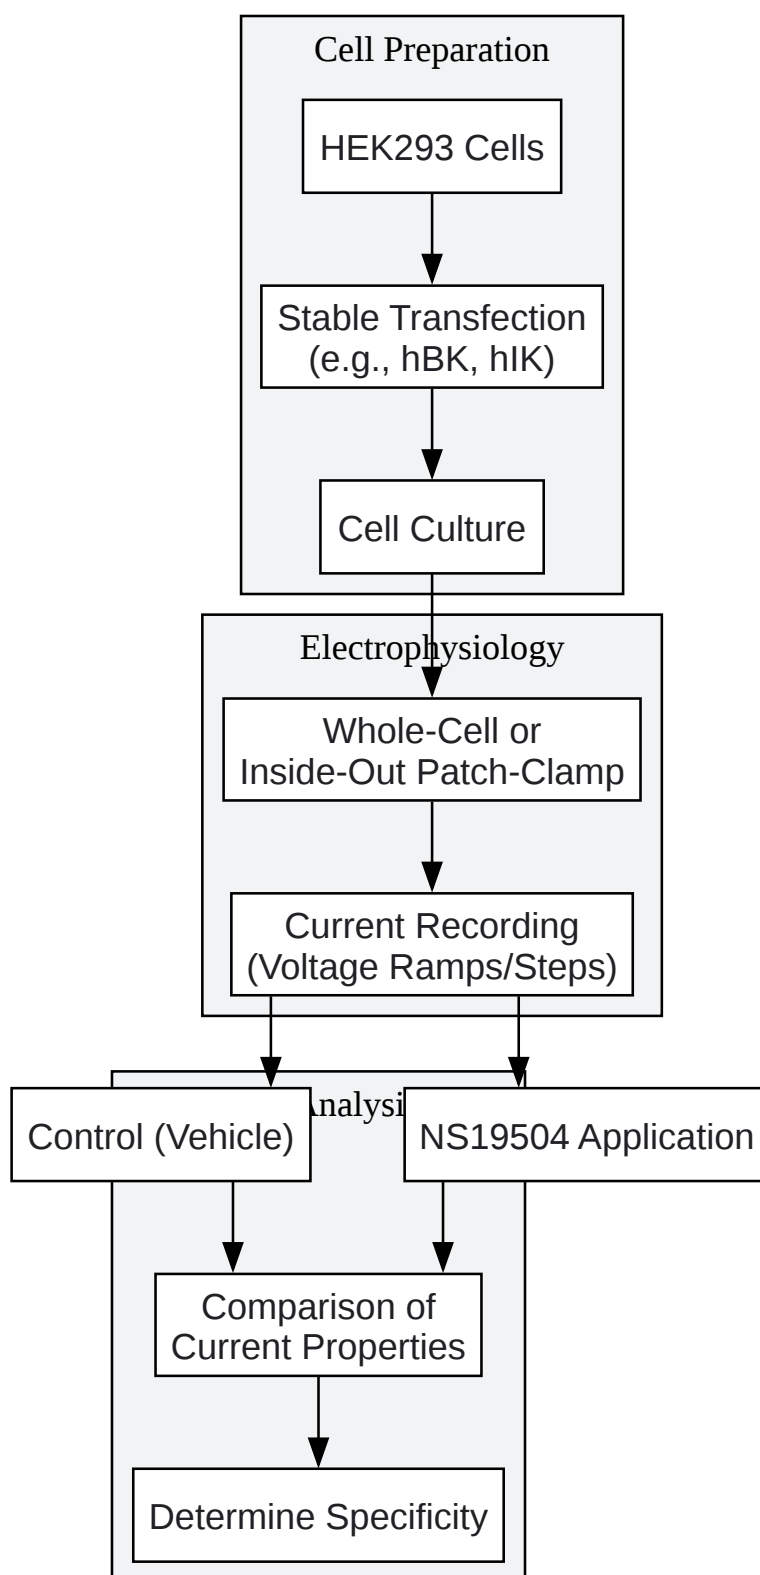 Cell Preparation
HEK293 Cells
Stable Transfection
(e.g., hBK, hIK)
Cell Culture
Electrophysiology
Whole-Cell or
Inside-Out Patch-Clamp
Current Recording
(Voltage Ramps/Steps)
Control (Vehicle)
NS19504 Application
Comparison of
Current Properties
Determine Specificity